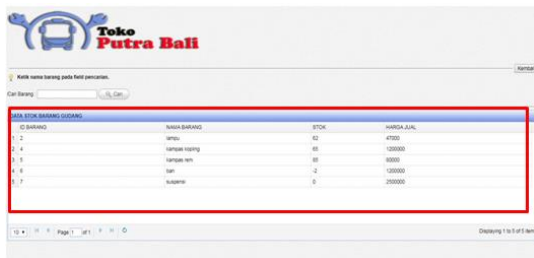 Toko
Putra Bali
Kembali
Ketik nama barang pada field pencarian.
Cari Barang
Cari
DATA STOK BARANG GUDANG
ID BARANG NAMA BARANG STOK HARGA JUAL
1 2 lampu 62 47000
2 4 kampas kopling 65 1200000
3 5 kampas rem 85 60000
4 6 ban -2 1200000
5 7 suspensi 0 2500000
10 Page 1 of 1 Displaying 1 to 5 of 5 item